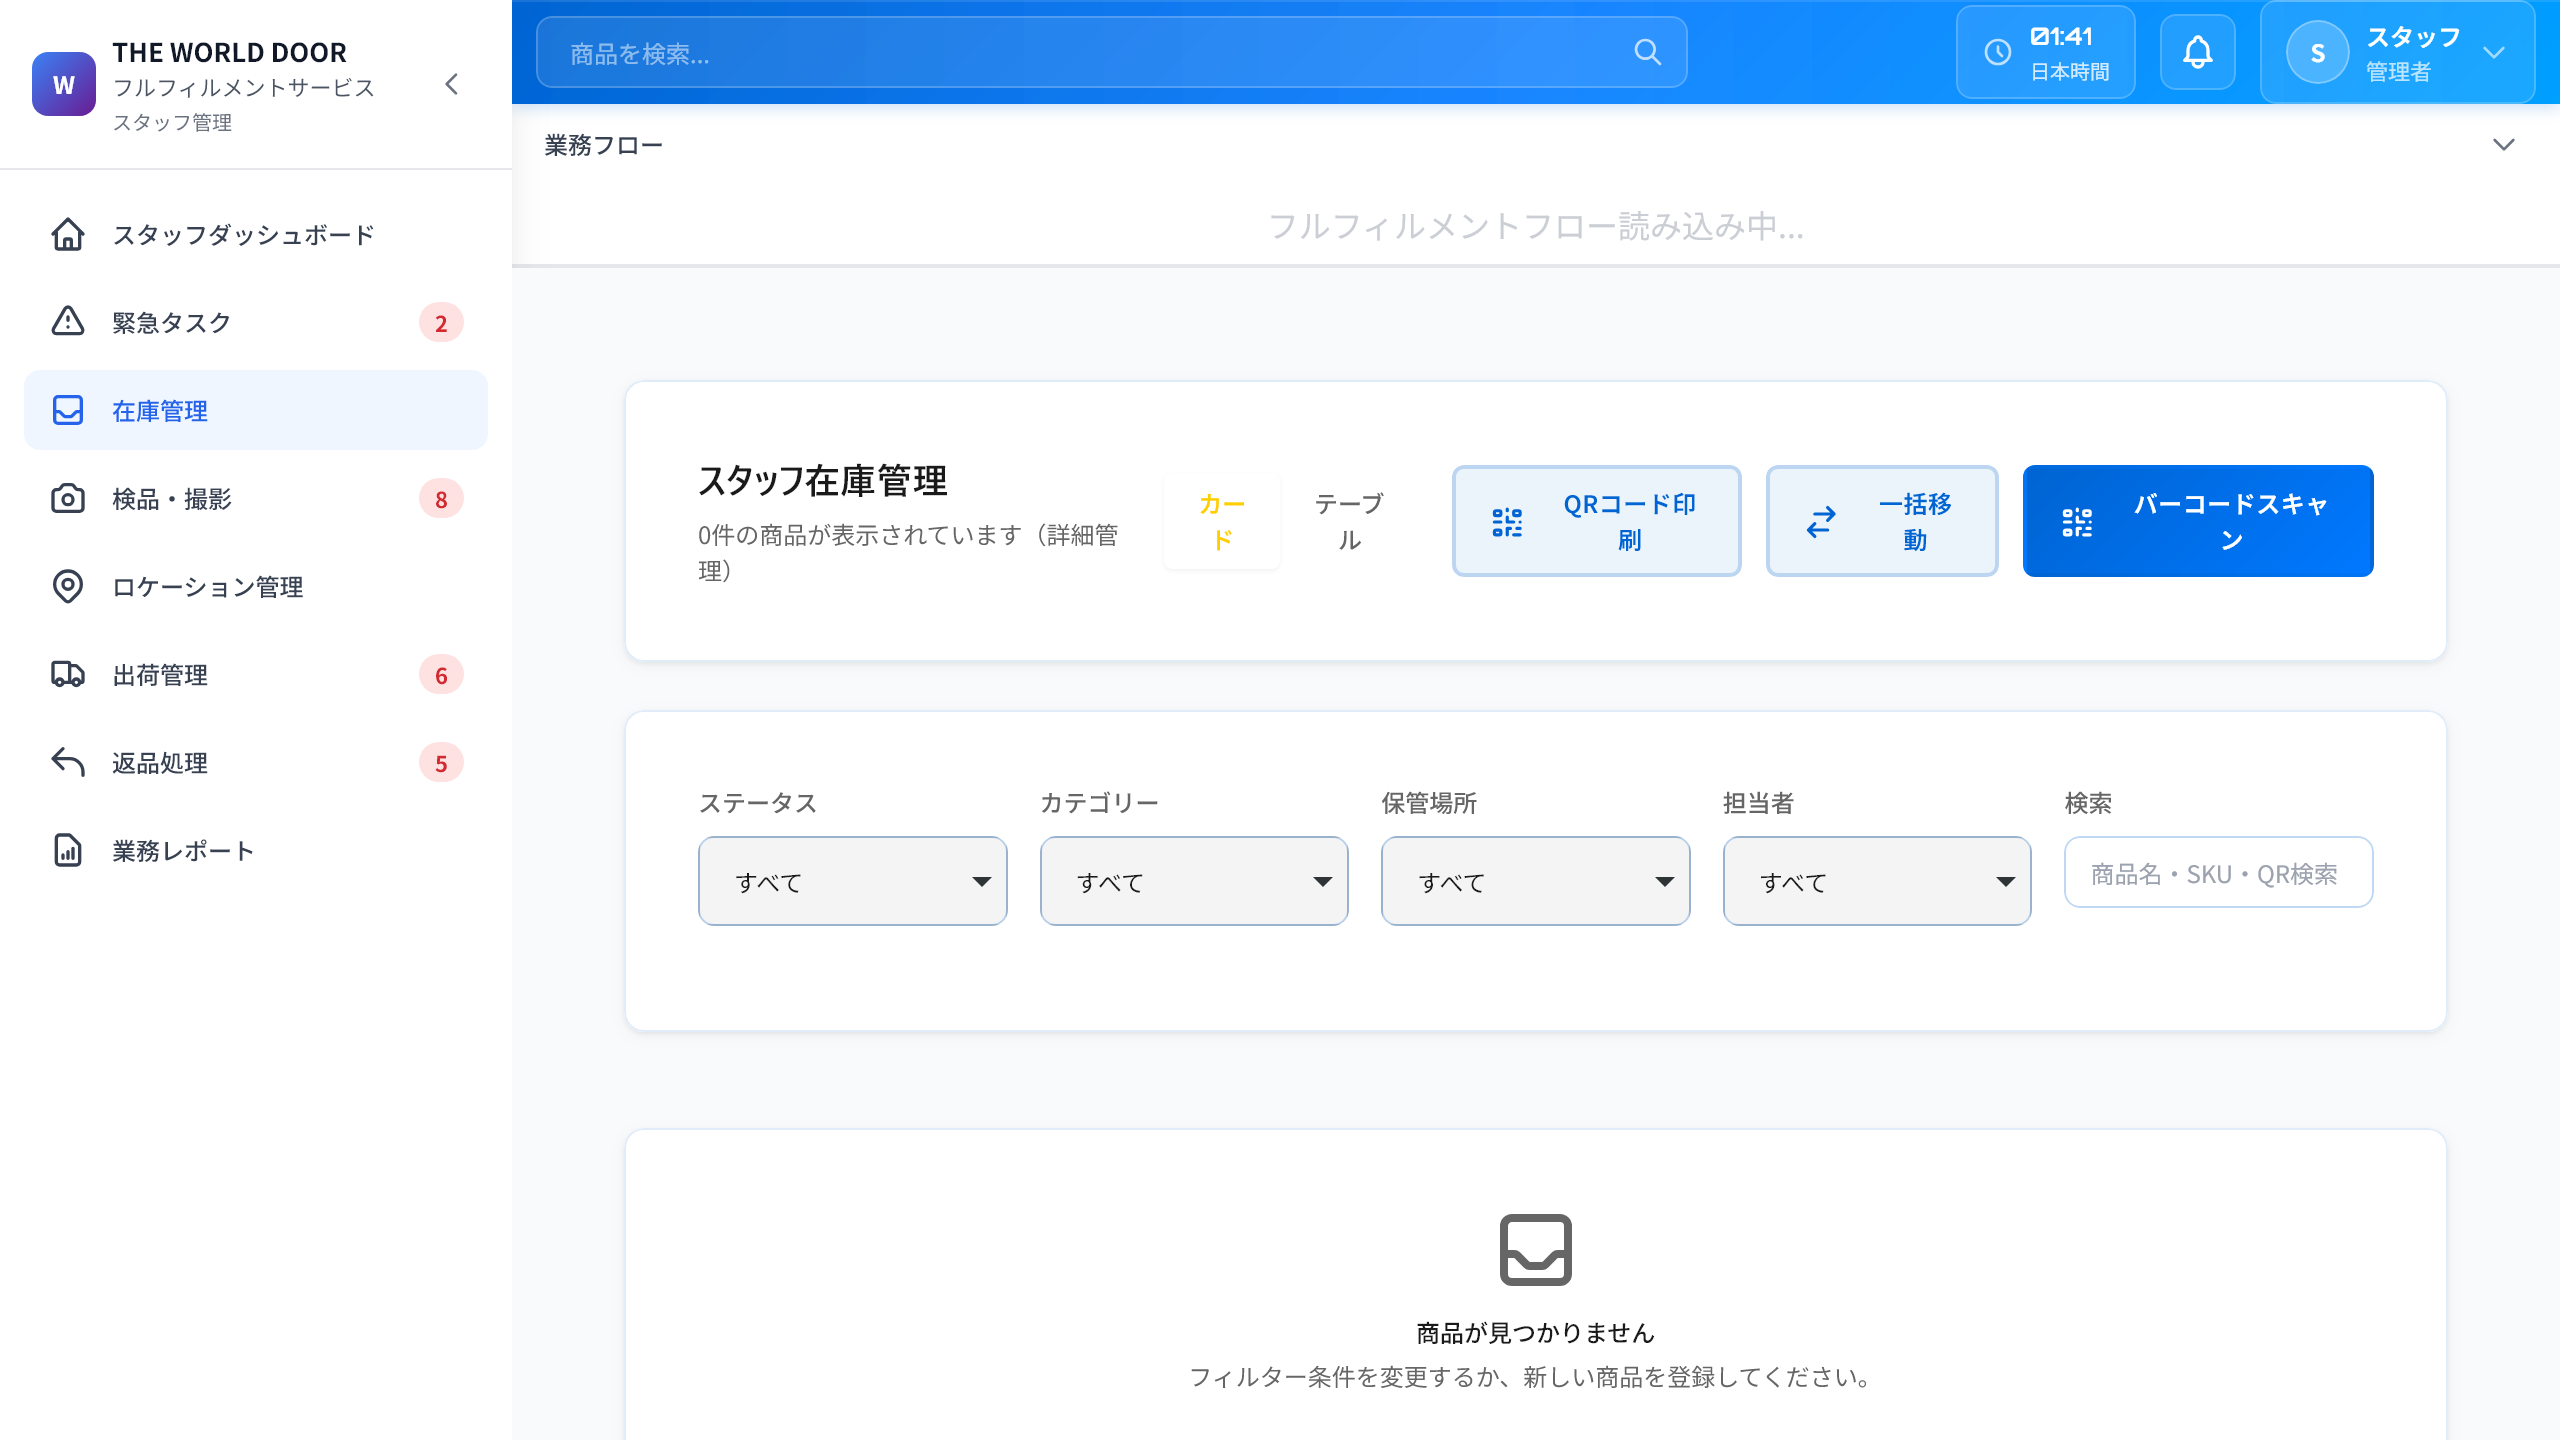 W
THE WORLD DOOR
フルフィルメントサービス
スタッフ管理
スタッフダッシュボード
緊急タスク
2
在庫管理
検品・撮影
8
ロケーション管理
出荷管理
6
返品処理
5
業務レポート
商品を検索...
01:41
日本時間
S
スタッフ
管理者
業務フロー
フルフィルメントフロー読み込み中...
スタッフ在庫管理
0件の商品が表示されています（詳細管
理）
カー
ド
テーブ
ル
QRコード印
刷
一括移
動
バーコードスキャ
ン
ステータス
すべて
カテゴリー
すべて
保管場所
すべて
担当者
すべて
検索
商品名・SKU・QR検索
商品が見つかりません
フィルター条件を変更するか、新しい商品を登録してください。